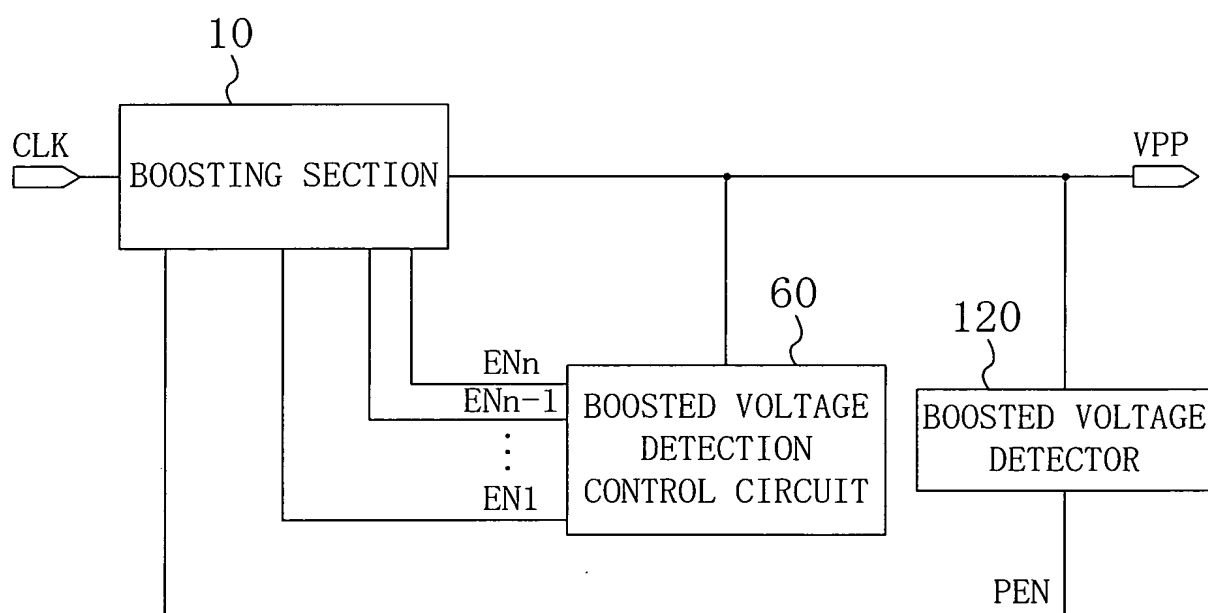 10
CLK
BOOSTING SECTION
VPP
60
120
ENn
ENn-1
⋮
EN1
BOOSTED VOLTAGE
DETECTION
CONTROL CIRCUIT
BOOSTED VOLTAGE
DETECTOR
PEN